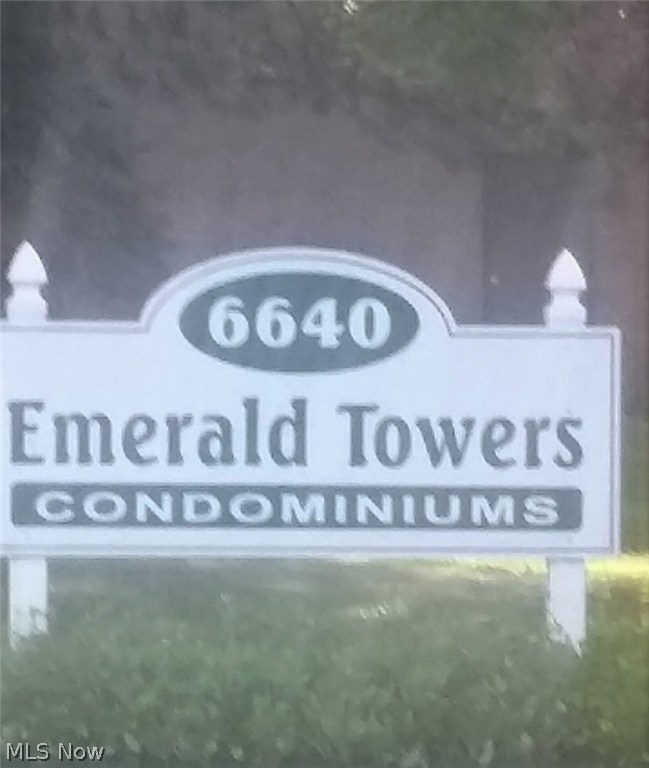 6640
Emerald Towers
CONDOMINIUMS
MLS Now